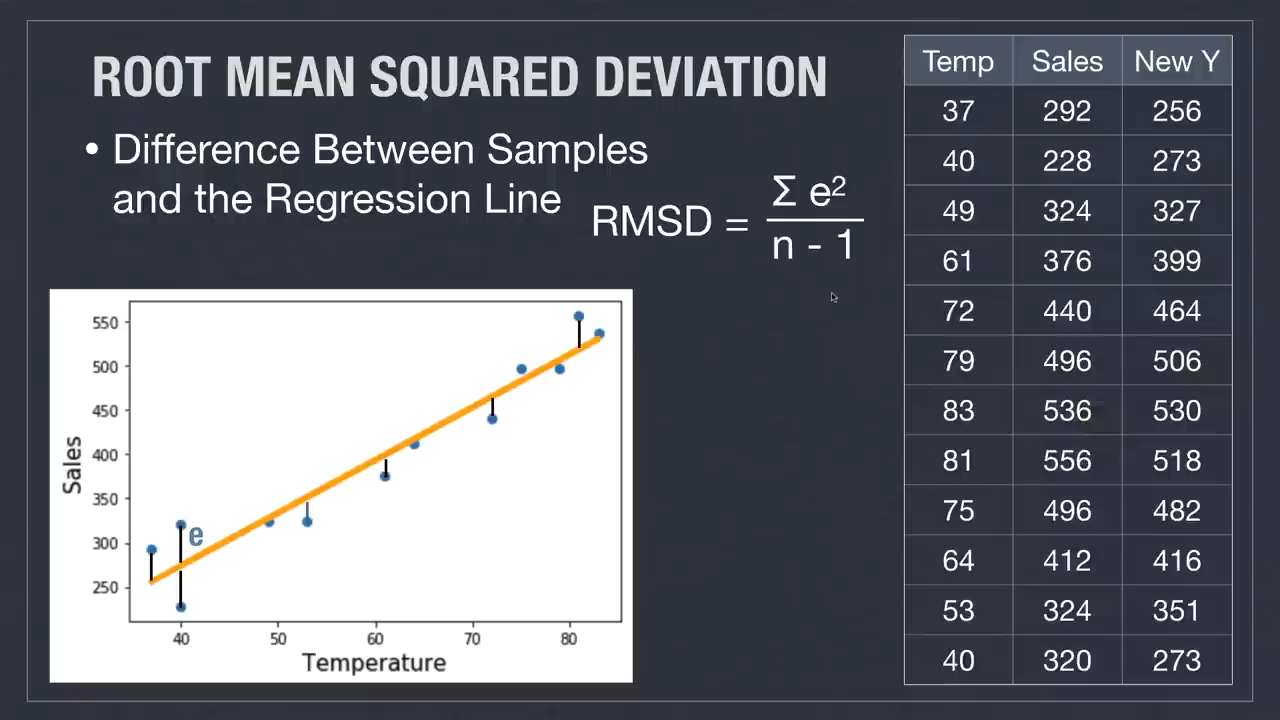 ROOT MEAN SQUARED DEVIATION
• Difference Between Samples
and the Regression Line
RMSD = Σ e²
n - 1
550
500
450
400
350
300
250
Sales
e
40 50 60 70 80
Temperature
Temp Sales New Y
37 292 256
40 228 273
49 324 327
61 376 399
72 440 464
79 496 506
83 536 530
81 556 518
75 496 482
64 412 416
53 324 351
40 320 273